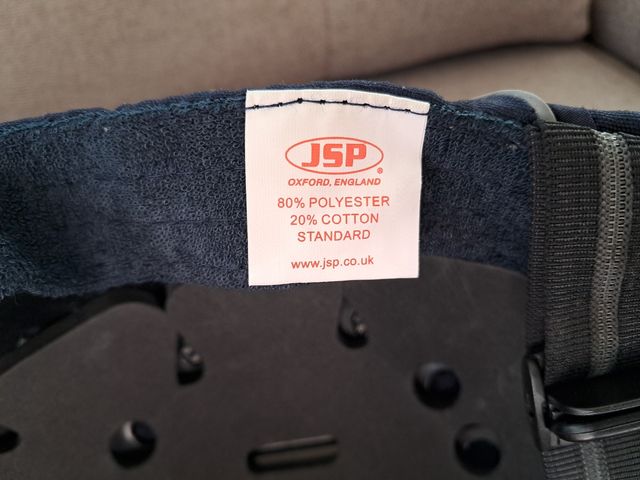 JSP®
OXFORD, ENGLAND
80% POLYESTER
20% COTTON
STANDARD
www.jsp.co.uk